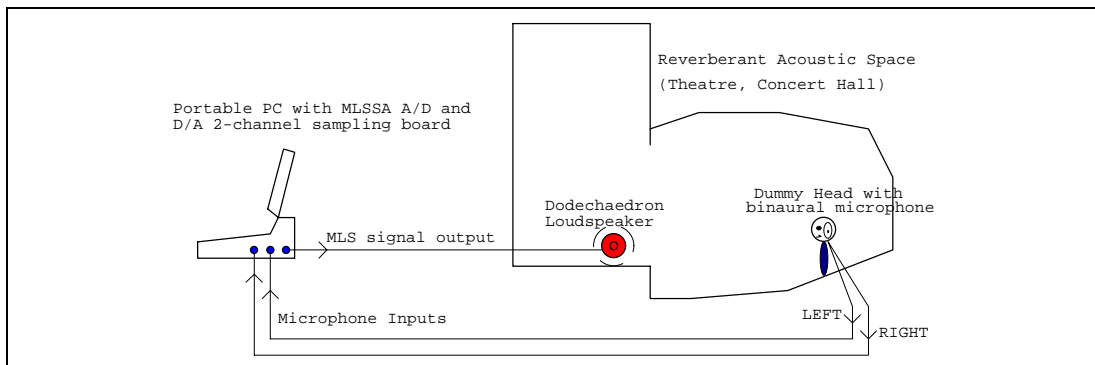 Reverberant Acoustic Space
(Theatre, Concert Hall)
Portable PC with MLSSA A/D and
D/A 2-channel sampling board
Dodechaedron
Loudspeaker
Dummy Head with
binaural microphone
MLS signal output
Microphone Inputs
LEFT
RIGHT